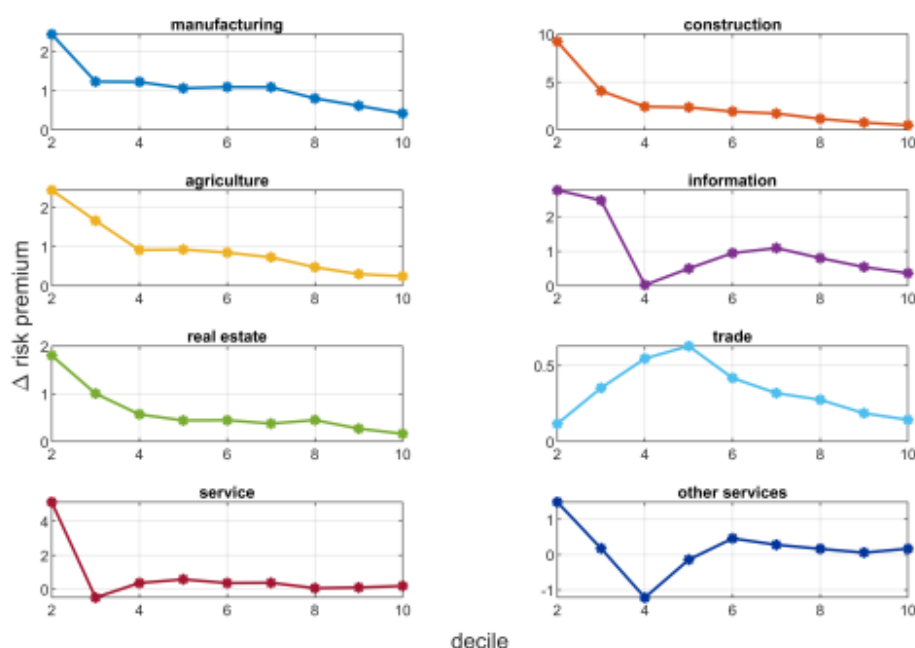 manufacturing
2
1
0
2 4 6 8 10
construction
10
5
0
2 4 6 8 10
agriculture
2
1
0
2 4 6 8 10
information
2
1
0
2 4 6 8 10
real estate
2
1
0
2 4 6 8 10
trade
0.5
0
2 4 6 8 10
service
4
2
0
2 4 6 8 10
other services
1
0
-1
2 4 6 8 10
Δ risk premium
decile